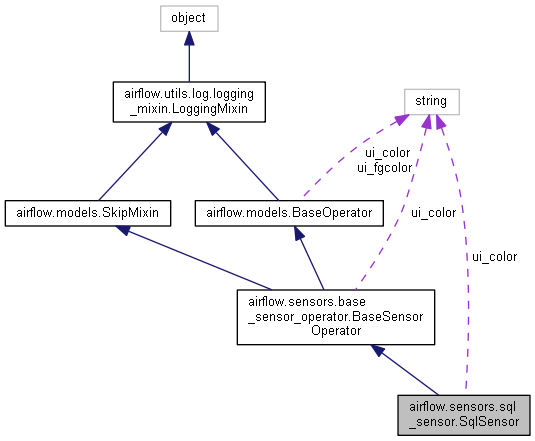 object
airflow.utils.log.logging
_mixin.LoggingMixin
string
ui_color
ui_fgcolor
airflow.models.SkipMixin
airflow.models.BaseOperator
ui_color
ui_color
airflow.sensors.base
_sensor_operator.BaseSensor
Operator
airflow.sensors.sql
_sensor.SqlSensor